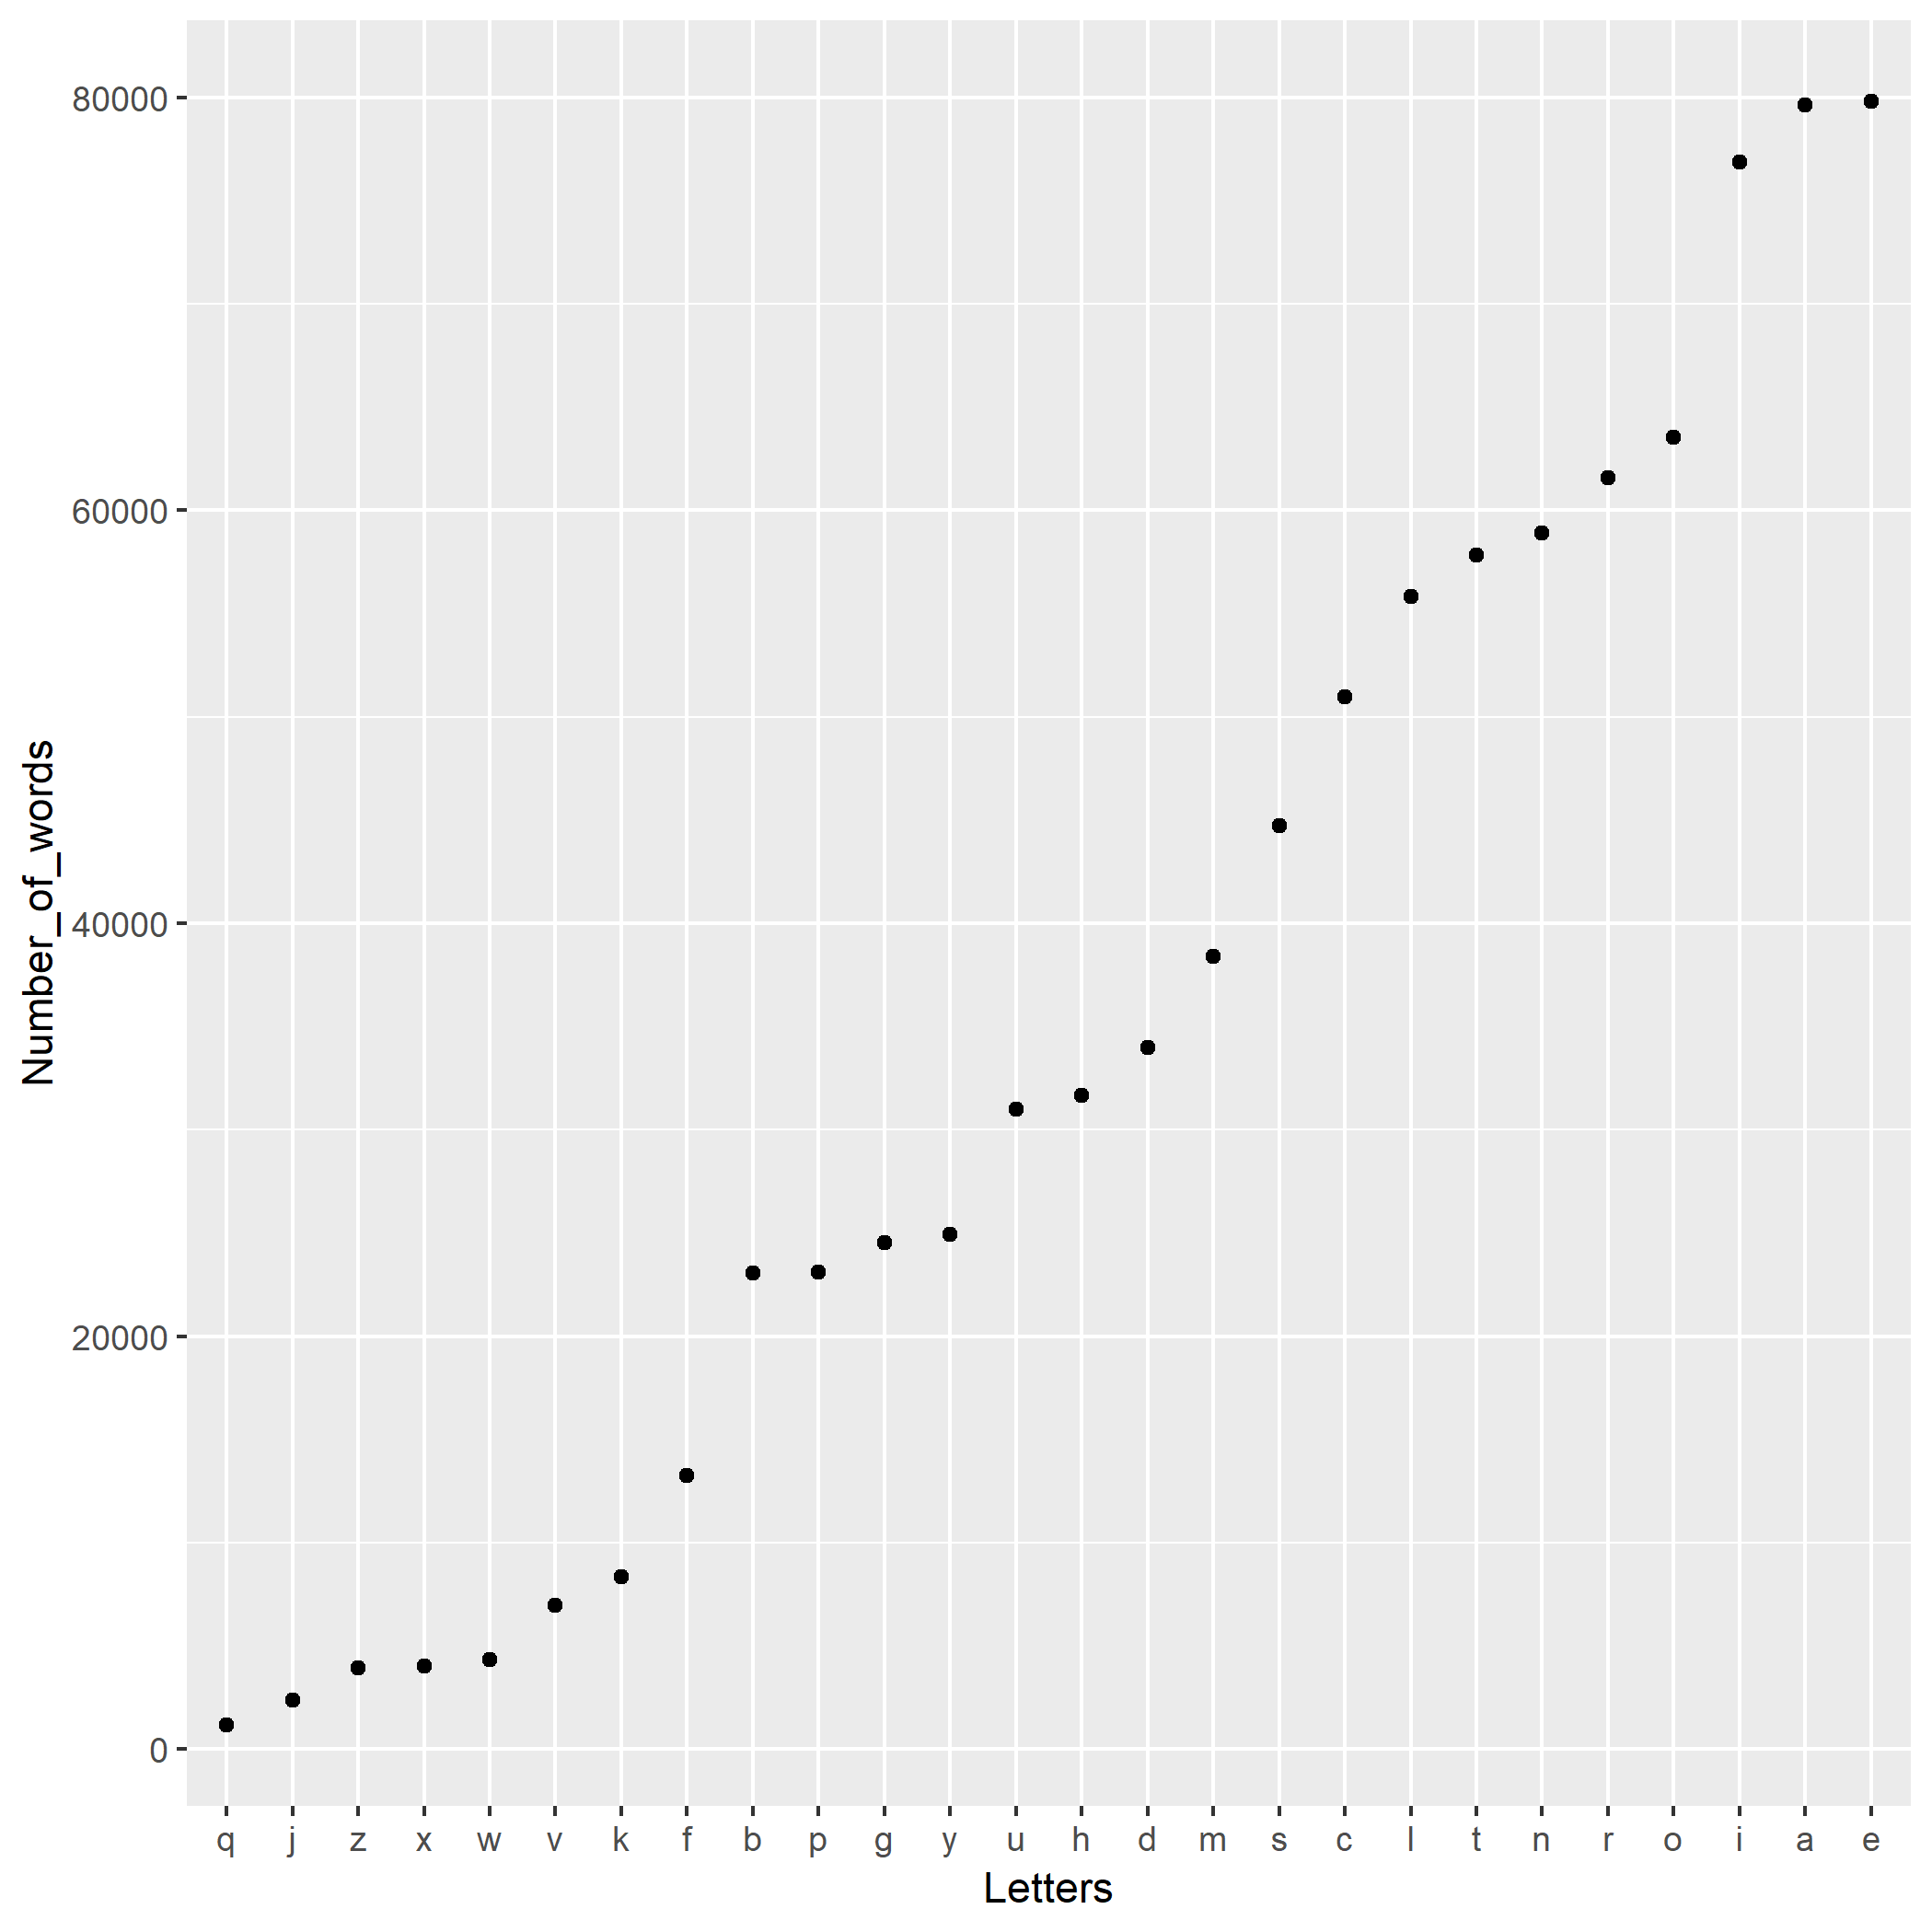 80000
60000
40000
20000
0
Number_of_words
q j z x w v k f b p g y u h d m s c l t n r o i a e
Letters